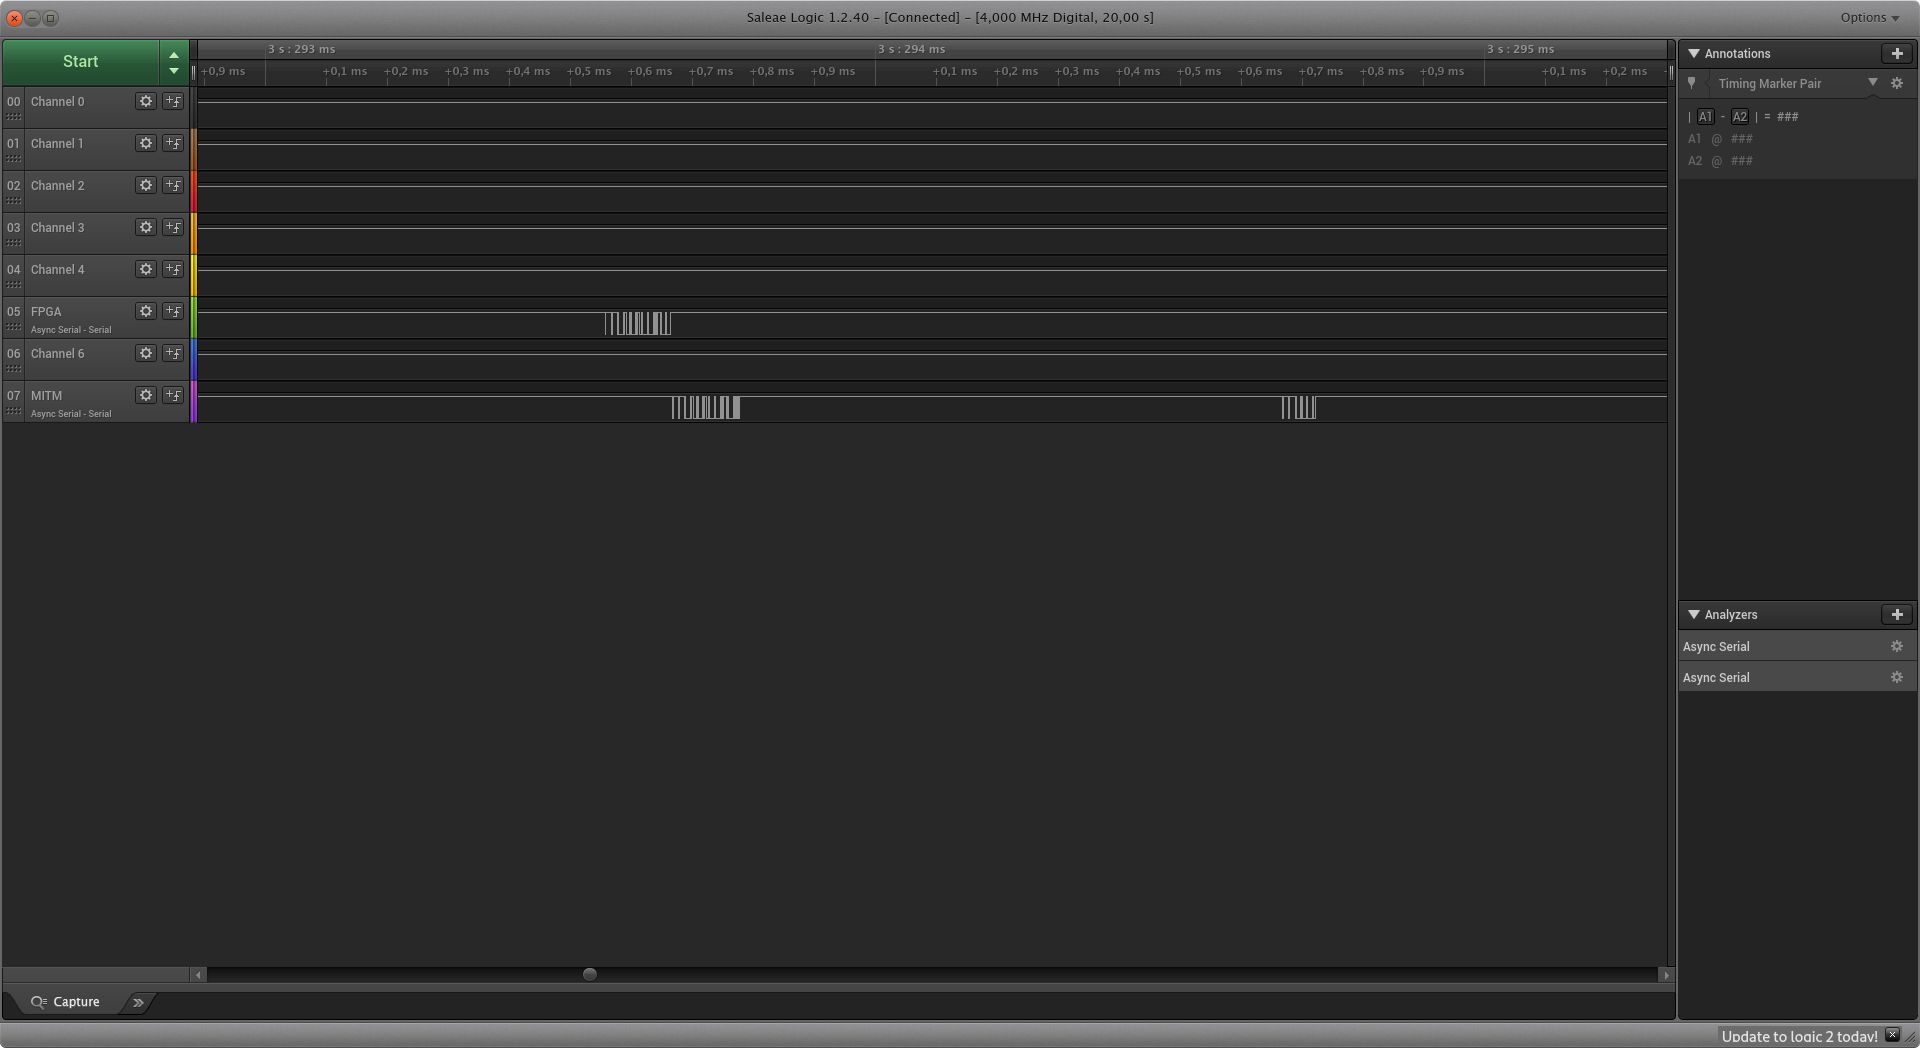 Saleae Logic 1.2.40 - [Connected] - [4,000 MHz Digital, 20,00 s]
Options
Start
3 s : 293 ms 3 s : 294 ms 3 s : 295 ms
+0,9 ms +0,1 ms +0,2 ms +0,3 ms +0,4 ms +0,5 ms +0,6 ms +0,7 ms +0,8 ms +0,9 ms +0,1 ms +0,2 ms +0,3 ms +0,4 ms +0,5 ms +0,6 ms +0,7 ms +0,8 ms +0,9 ms +0,1 ms +0,2 ms
00 Channel 0
01 Channel 1
02 Channel 2
03 Channel 3
04 Channel 4
05 FPGA
Async Serial - Serial
06 Channel 6
07 MITM
Async Serial - Serial
Annotations
Timing Marker Pair
| A1 - A2 | = ###
A1 @ ###
A2 @ ###
Analyzers
Async Serial
Async Serial
Capture
Update to logic 2 today!